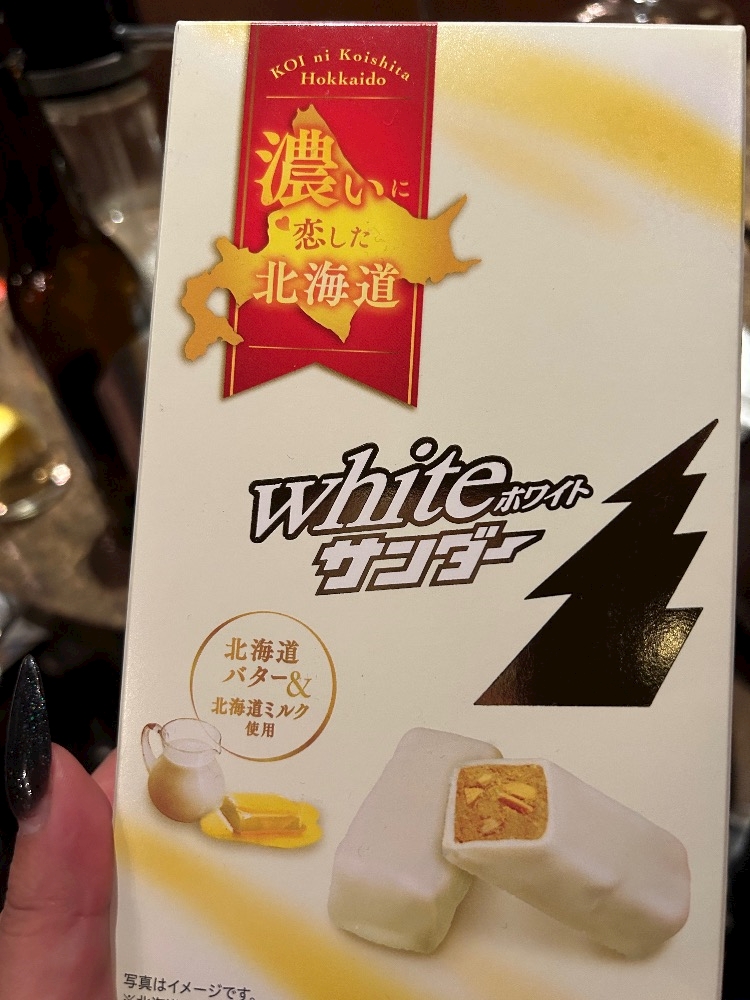 KOI ni Koishita
Hokkaido
濃いに
恋した
北海道
white ホワイト
サンダー
北海道
バター&
北海道ミルク
使用
写真はイメージです。